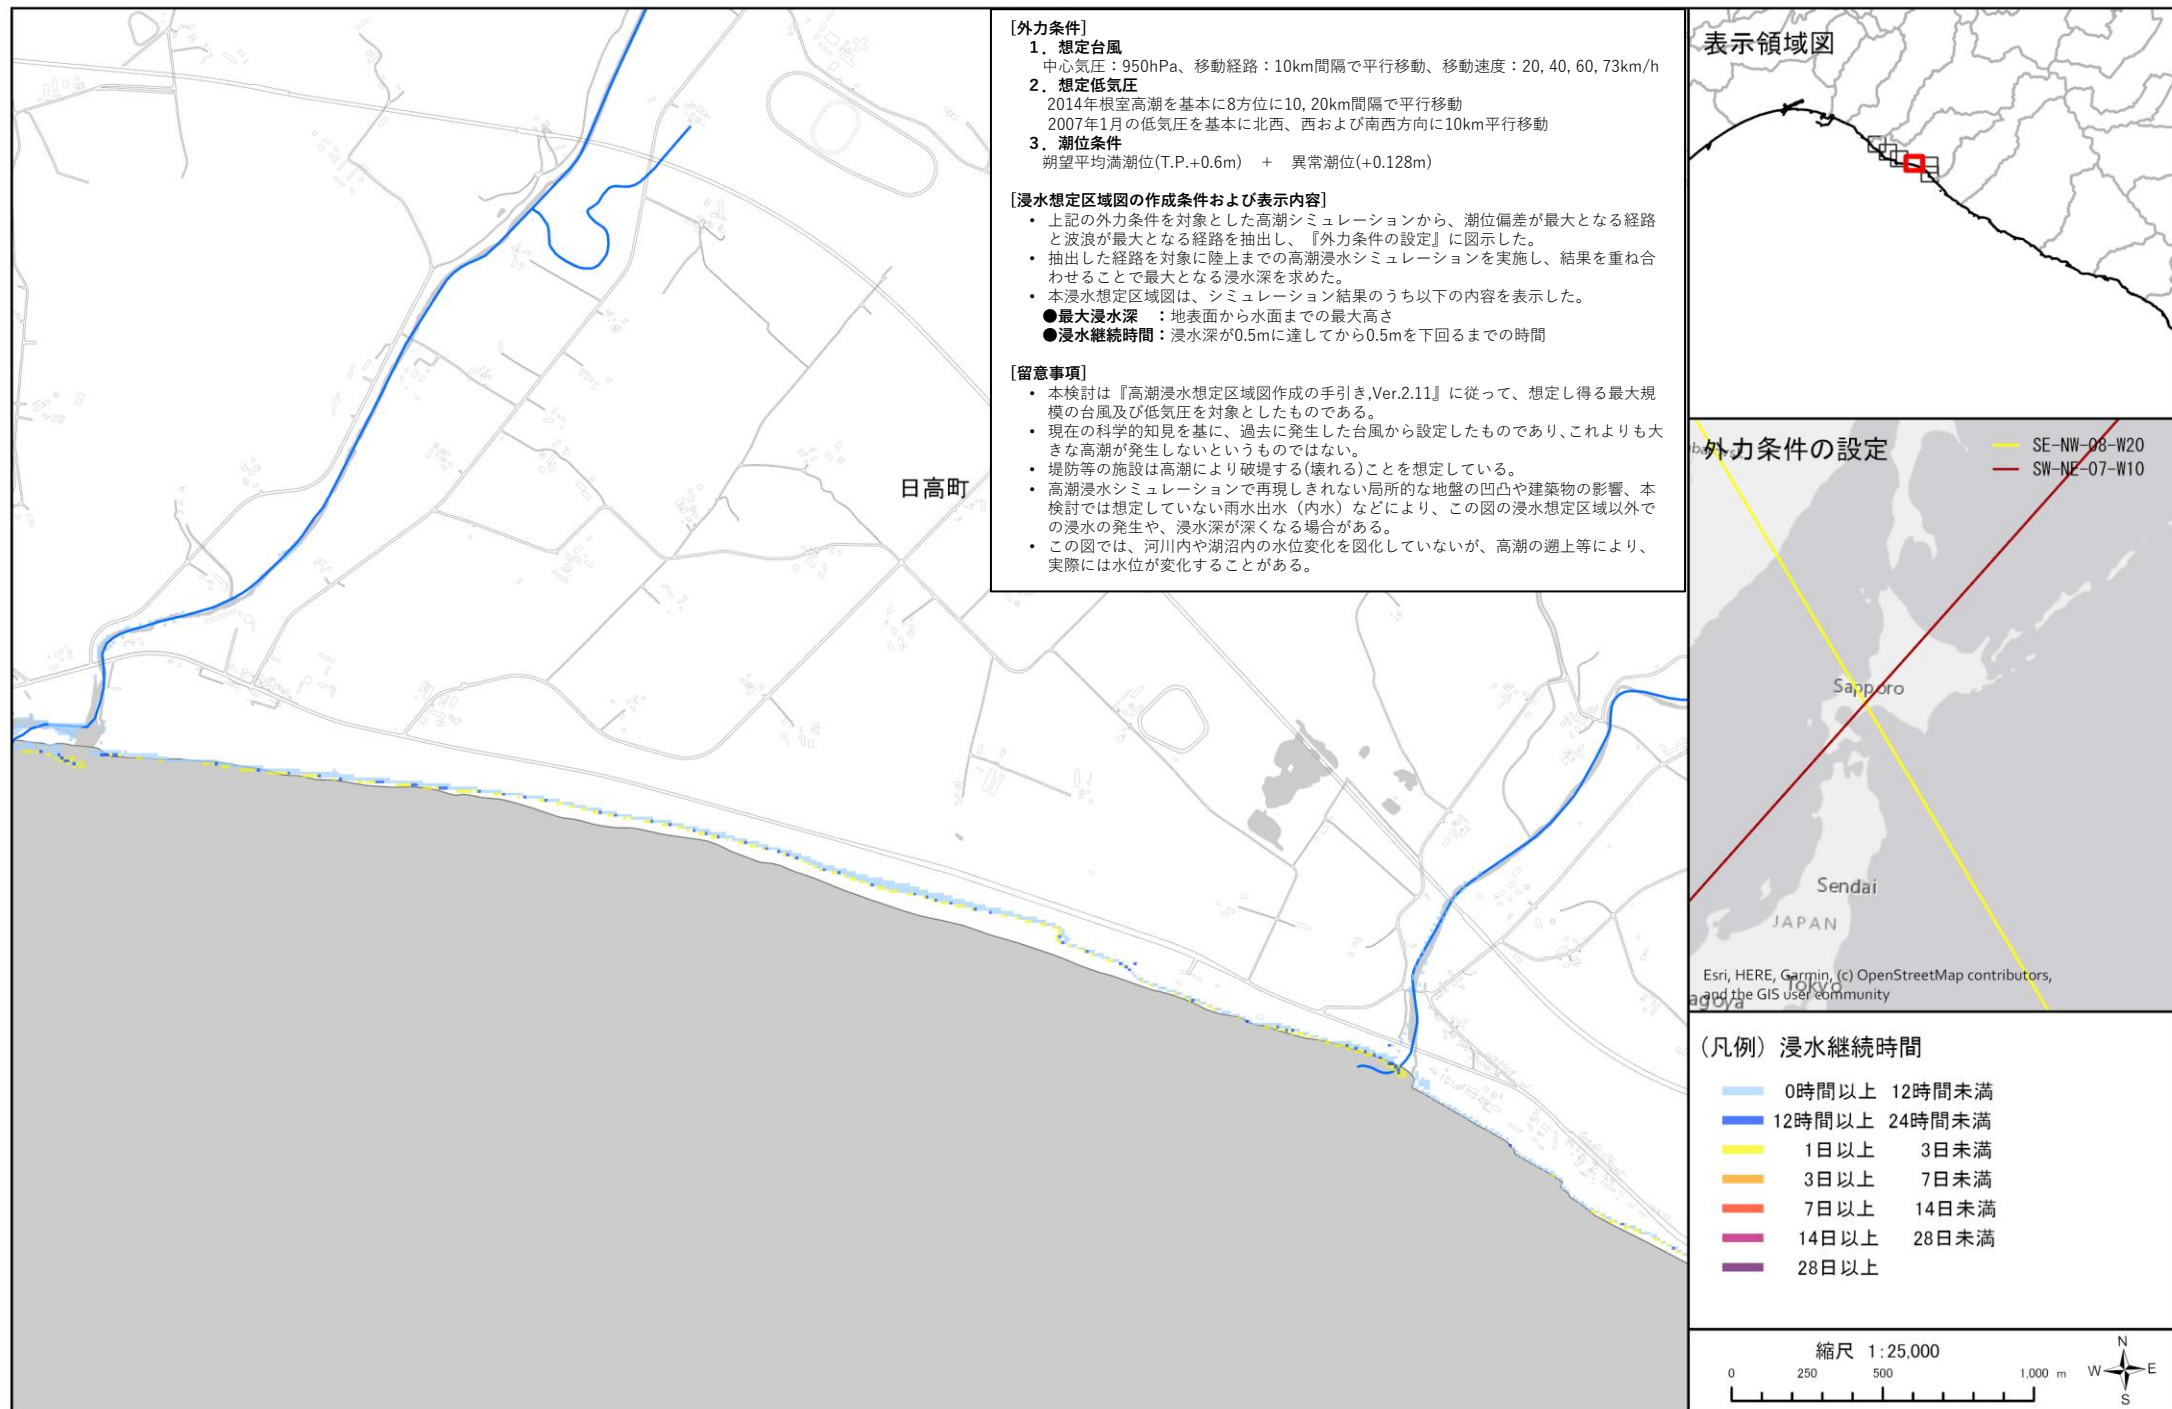 [外力条件]
1．想定台風
中心気圧：950hPa、移動経路：10km間隔で平行移動、移動速度：20, 40, 60, 73km/h
2．想定低気圧
2014年根室高潮を基本に8方位に10, 20km間隔で平行移動
2007年1月の低気圧を基本に北西、西および南西方向に10km平行移動
3．潮位条件
朔望平均満潮位(T.P.+0.6m)　+　異常潮位(+0.128m)
[浸水想定区域図の作成条件および表示内容]
• 上記の外力条件を対象とした高潮シミュレーションから、潮位偏差が最大となる経路
と波浪が最大となる経路を抽出し、『外力条件の設定』に図示した。
• 抽出した経路を対象に陸上までの高潮浸水シミュレーションを実施し、結果を重ね合
わせることで最大となる浸水深を求めた。
• 本浸水想定区域図は、シミュレーション結果のうち以下の内容を表示した。
●最大浸水深　：地表面から水面までの最大高さ
●浸水継続時間：浸水深が0.5mに達してから0.5mを下回るまでの時間
[留意事項]
• 本検討は『高潮浸水想定区域図作成の手引き,Ver.2.11』に従って、想定し得る最大規
模の台風及び低気圧を対象としたものである。
• 現在の科学的知見を基に、過去に発生した台風から設定したものであり、これよりも大
きな高潮が発生しないというものではない。
• 堤防等の施設は高潮により破堤する(壊れる)ことを想定している。
• 高潮浸水シミュレーションで再現しきれない局所的な地盤の凹凸や建築物の影響、本
検討では想定していない雨水出水（内水）などにより、この図の浸水想定区域以外で
の浸水の発生や、浸水深が深くなる場合がある。
• この図では、河川内や湖沼内の水位変化を図化していないが、高潮の遡上等により、
実際には水位が変化することがある。
日高町
表示領域図
外力条件の設定
SE-NW-08-W20
SW-NE-07-W10
Sapporo
Sendai
JAPAN
Tokyo
agoya
Esri, HERE, Garmin, (c) OpenStreetMap contributors,
and the GIS user community
（凡例）浸水継続時間
0時間以上 12時間未満
12時間以上 24時間未満
1日以上 3日未満
3日以上 7日未満
7日以上 14日未満
14日以上 28日未満
28日以上
縮尺 1:25,000
0 250 500 1,000 m
N
W E
S